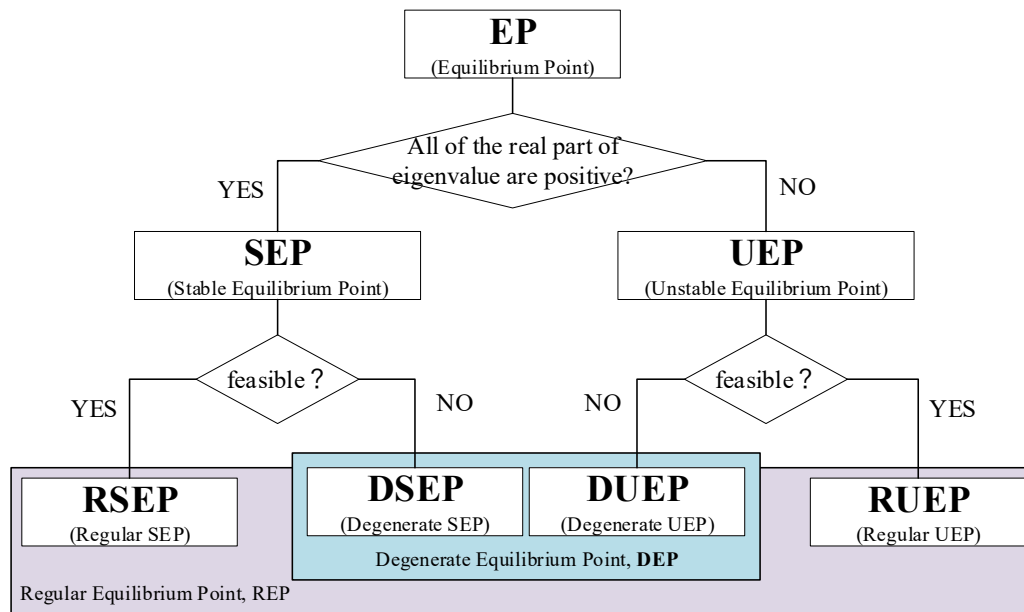 EP
(Equilibrium Point)
All of the real part of
eigenvalue are positive?
YES
NO
SEP
(Stable Equilibrium Point)
UEP
(Unstable Equilibrium Point)
feasible？
feasible？
YES
NO
NO
YES
RSEP
(Regular SEP)
DSEP
(Degenerate SEP)
DUEP
(Degenerate UEP)
RUEP
(Regular UEP)
Degenerate Equilibrium Point, DEP
Regular Equilibrium Point, REP